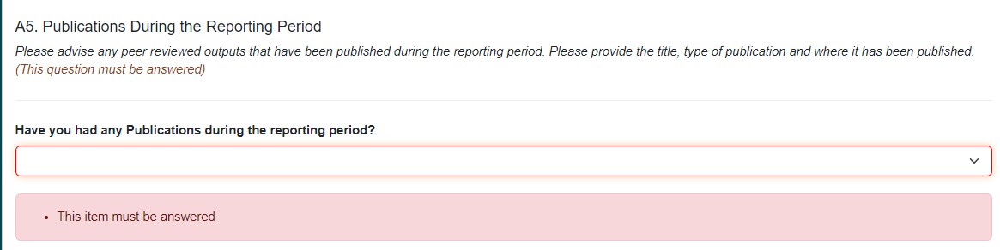 A5. Publications During the Reporting Period
Please advise any peer reviewed outputs that have been published during the reporting period. Please provide the title, type of publication and where it has been published.
(This question must be answered)
Have you had any Publications during the reporting period?
• This item must be answered